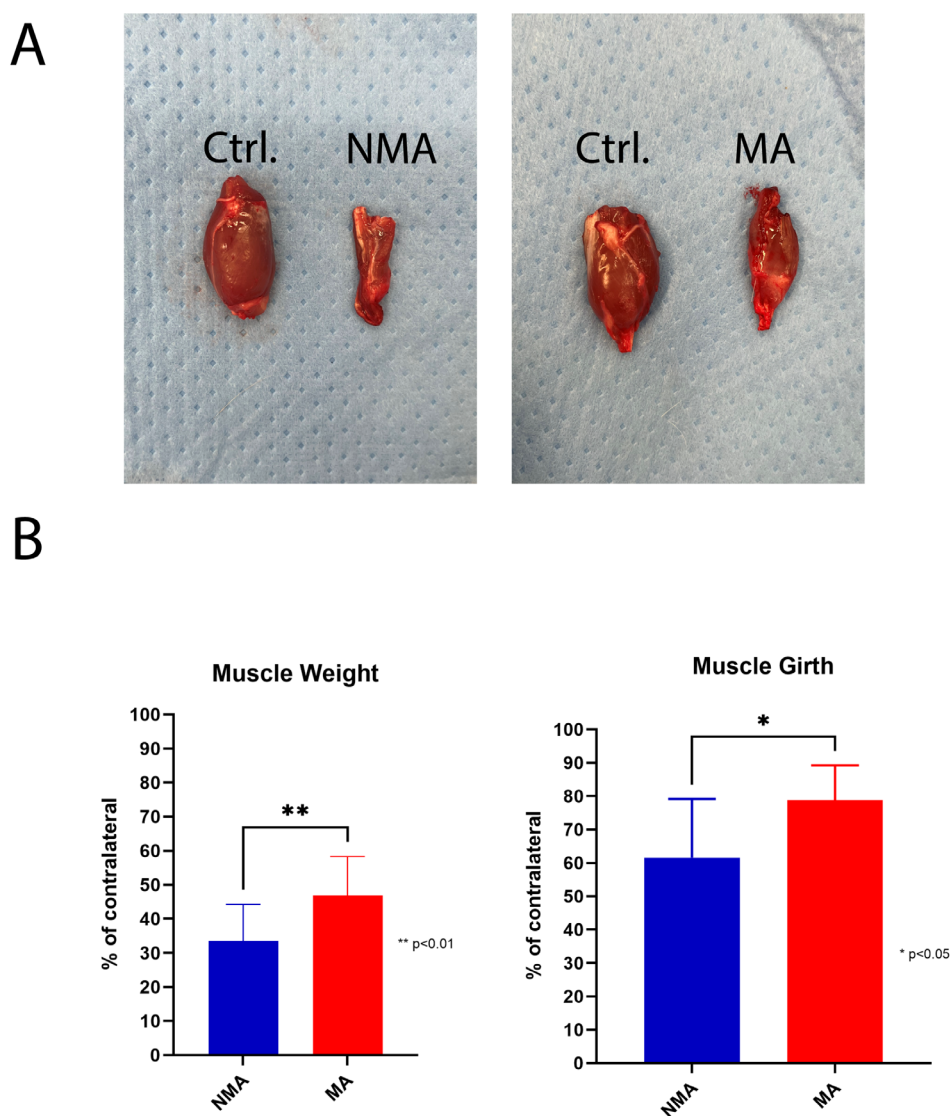 A
Ctrl. NMA
Ctrl. MA
B
Muscle Weight
% of contralateral
100
90
80
70
60
50
40
30
20
10
0
**
** p<0.01
NMA
MA
Muscle Girth
% of contralateral
100
90
80
70
60
50
40
30
20
10
0
*
* p<0.05
NMA
MA